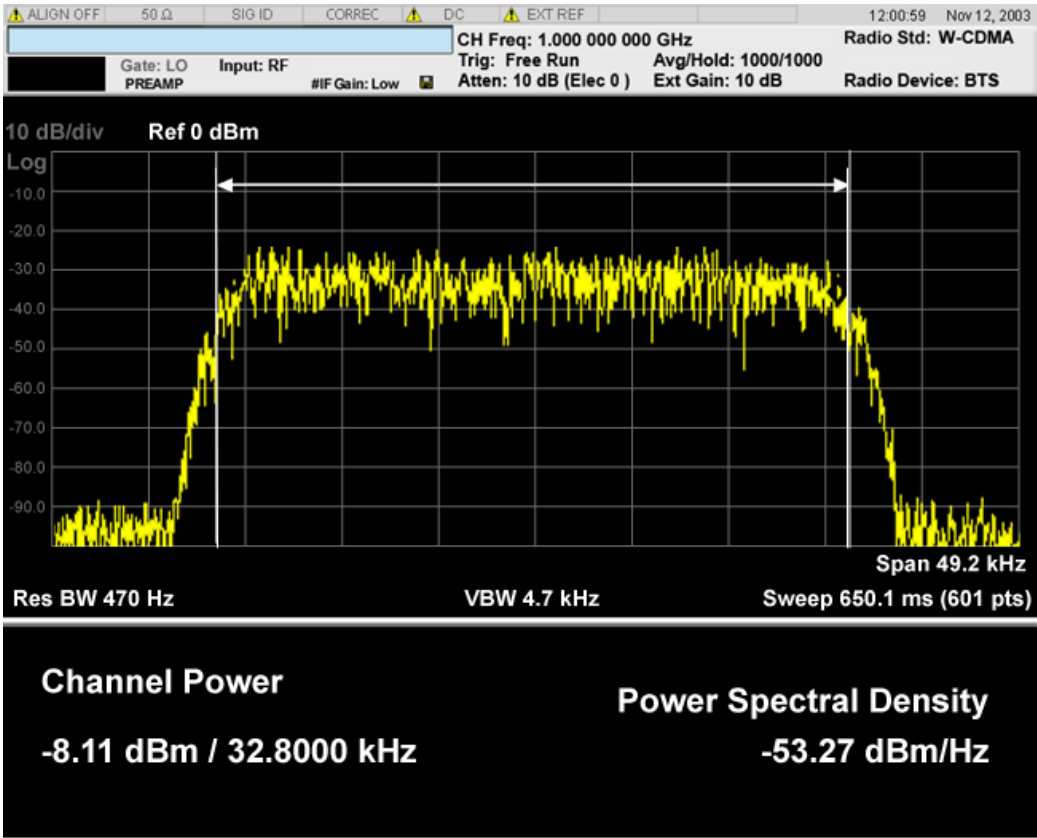 ALIGN OFF 50 Ω SIG ID CORREC DC EXT REF 12:00:59 Nov 12, 2003
CH Freq: 1.000 000 000 GHz Radio Std: W-CDMA
Gate: LO Input: RF Trig: Free Run Avg/Hold: 1000/1000
PREAMP #IF Gain: Low Atten: 10 dB (Elec 0 ) Ext Gain: 10 dB Radio Device: BTS
10 dB/div Ref 0 dBm
Log
-10.0
-20.0
-30.0
-40.0
-50.0
-60.0
-70.0
-80.0
-90.0
Span 49.2 kHz
Res BW 470 Hz VBW 4.7 kHz Sweep 650.1 ms (601 pts)
Channel Power
Power Spectral Density
-8.11 dBm / 32.8000 kHz -53.27 dBm/Hz